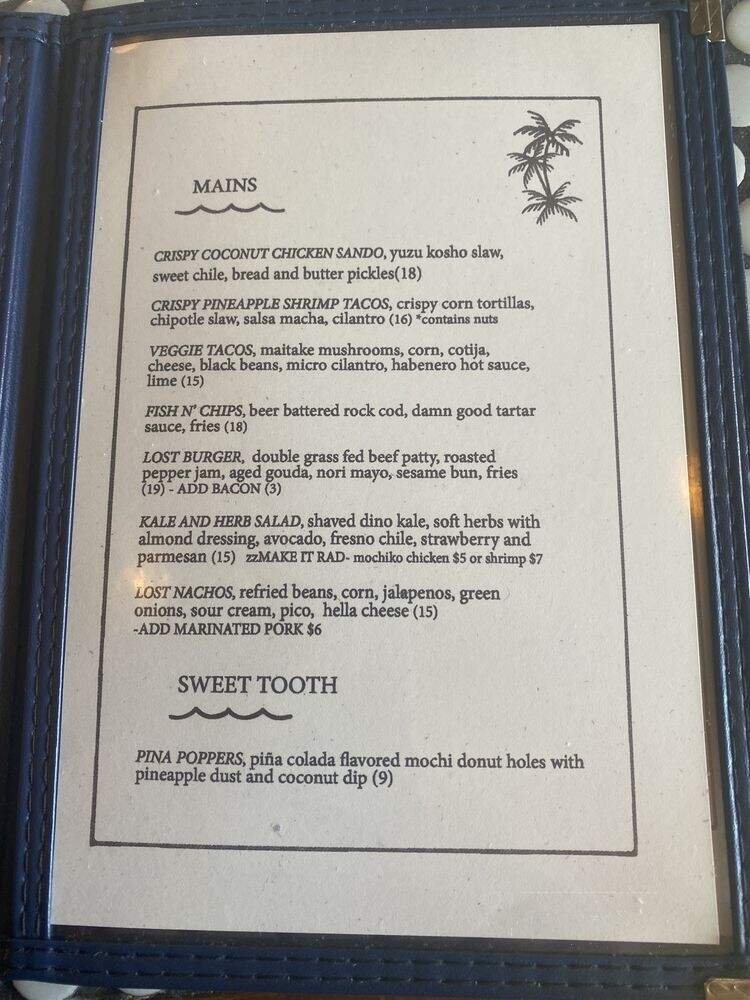 MAINS
CRISPY COCONUT CHICKEN SANDO, yuzu kosho slaw,
sweet chile, bread and butter pickles(18)
CRISPY PINEAPPLE SHRIMP TACOS, crispy corn tortillas,
chipotle slaw, salsa macha, cilantro (16) *contains nuts
VEGGIE TACOS, maitake mushrooms, corn, cotija,
cheese, black beans, micro cilantro, habenero hot sauce,
lime (15)
FISH N' CHIPS, beer battered rock cod, damn good tartar
sauce, fries (18)
LOST BURGER, double grass fed beef patty, roasted
pepper jam, aged gouda, nori mayo, sesame bun, fries
(19) - ADD BACON (3)
KALE AND HERB SALAD, shaved dino kale, soft herbs with
almond dressing, avocado, fresno chile, strawberry and
parmesan (15) zzMAKE IT RAD- mochiko chicken $5 or shrimp $7
LOST NACHOS, refried beans, corn, jalapenos, green
onions, sour cream, pico, hella cheese (15)
-ADD MARINATED PORK $6
SWEET TOOTH
PINA POPPERS, piña colada flavored mochi donut holes with
pineapple dust and coconut dip (9)